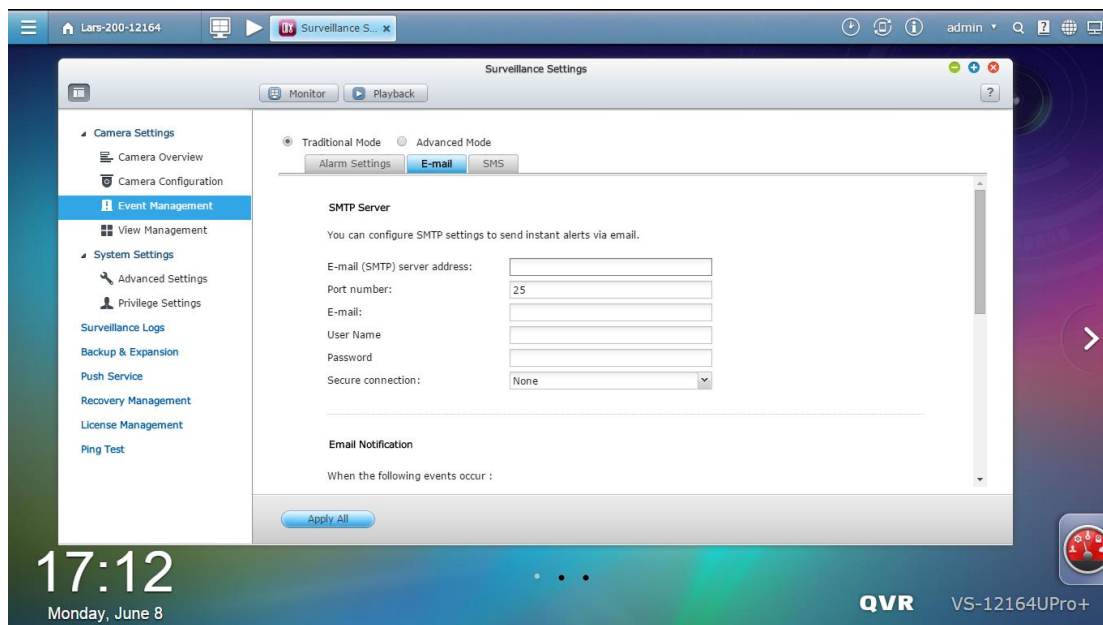 Lars-200-12164
Surveillance S...
admin
Surveillance Settings
Monitor
Playback
?
Camera Settings
Camera Overview
Camera Configuration
Event Management
View Management
System Settings
Advanced Settings
Privilege Settings
Surveillance Logs
Backup & Expansion
Push Service
Recovery Management
License Management
Ping Test
Traditional Mode
Advanced Mode
Alarm Settings
E-mail
SMS
SMTP Server
You can configure SMTP settings to send instant alerts via email.
E-mail (SMTP) server address:
Port number: 25
E-mail:
User Name
Password
Secure connection: None
Email Notification
When the following events occur :
Apply All
17:12
Monday, June 8
QVR VS-12164UPro+